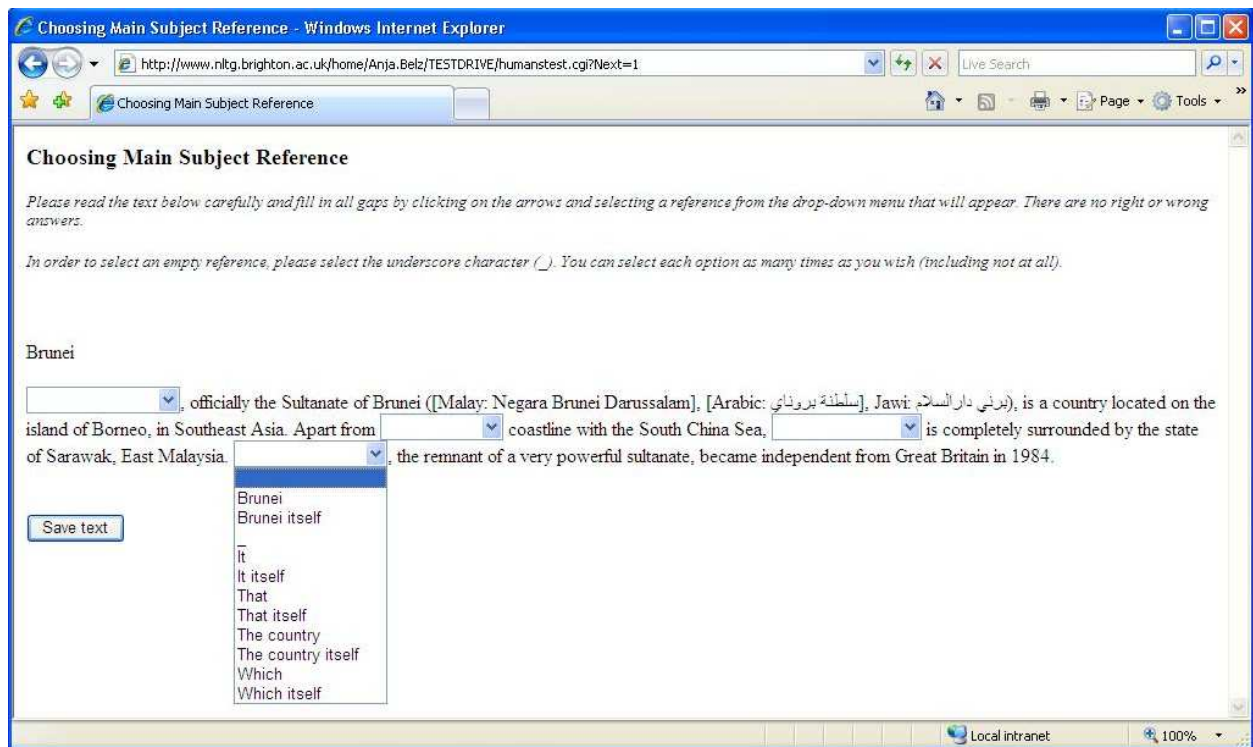 Choosing Main Subject Reference - Windows Internet Explorer
http://www.nltg.brighton.ac.uk/home/Anja.Belz/TESTDRIVE/humanstest.cgi?Next=1
Live Search
Choosing Main Subject Reference
Page
Tools
Choosing Main Subject Reference
Please read the text below carefully and fill in all gaps by clicking on the arrows and selecting a reference from the drop-down menu that will appear. There are no right or wrong
answers.
In order to select an empty reference, please select the underscore character (_). You can select each option as many times as you wish (including not at all).
Brunei
, officially the Sultanate of Brunei ([Malay: Negara Brunei Darussalam], [Arabic: سلطنة بروناي], Jawi: برني دارالسلام), is a country located on the
island of Borneo, in Southeast Asia. Apart from coastline with the South China Sea, is completely surrounded by the state
of Sarawak, East Malaysia. , the remnant of a very powerful sultanate, became independent from Great Britain in 1984.
Brunei
Brunei itself
_
It
It itself
That
That itself
The country
The country itself
Which
Which itself
Save text
Local intranet
100%